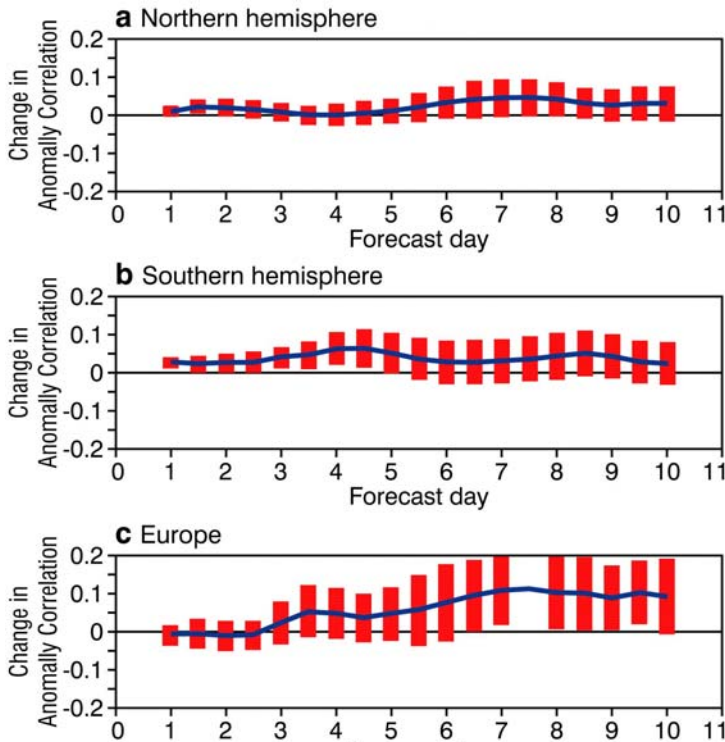 a Northern hemisphere
Change in
Anomally Correlation
0.2
0.1
0
-0.1
-0.2
0 1 2 3 4 5 6 7 8 9 10 11
Forecast day
b Southern hemisphere
Change in
Anomally Correlation
0.2
0.1
0
-0.1
-0.2
0 1 2 3 4 5 6 7 8 9 10 11
Forecast day
c Europe
Change in
Anomally Correlation
0.2
0.1
0
-0.1
-0.2
0 1 2 3 4 5 6 7 8 9 10 11